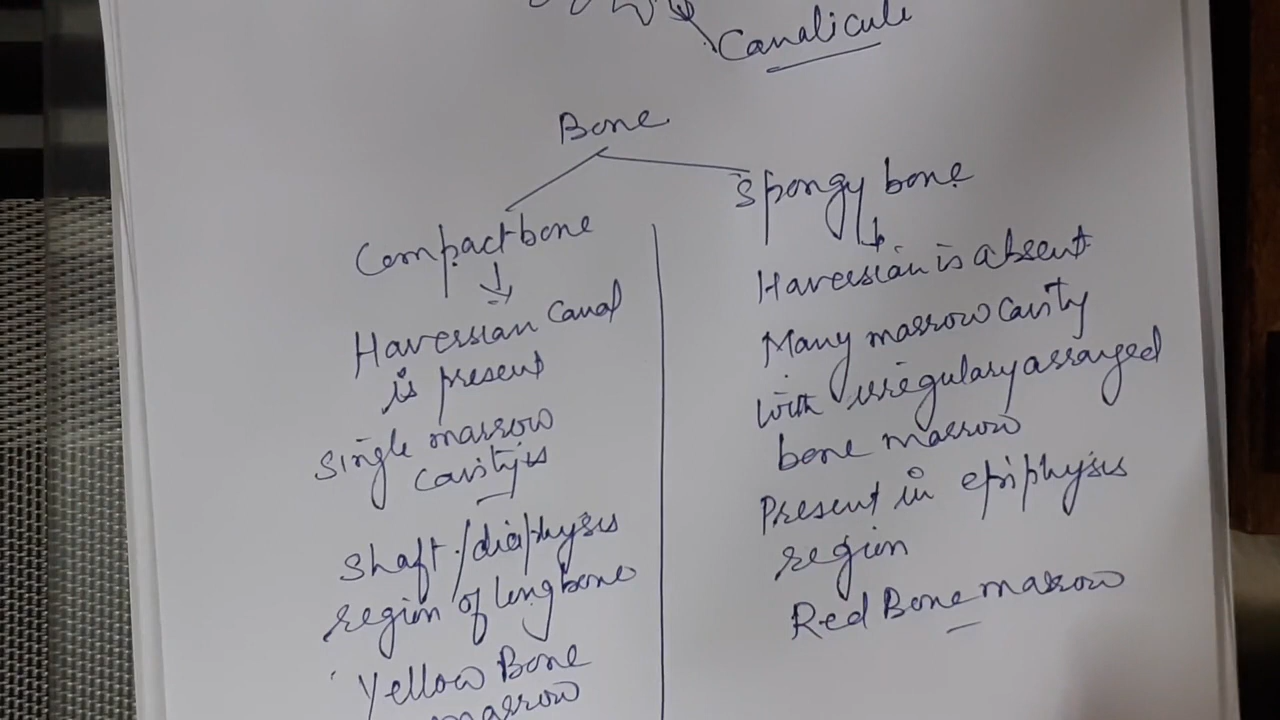 Canalicule
Bone
Compact bone
Haversian Canal
is present
Single marrow
cavity is
Shaft/diaphysis
region of long bone
Yellow Bone
marrow
Spongy bone
Haversian is absent
Many marrow cavity
with irregulary arranged
bone marrow
Present in epiphysis
region
Red Bone marrow